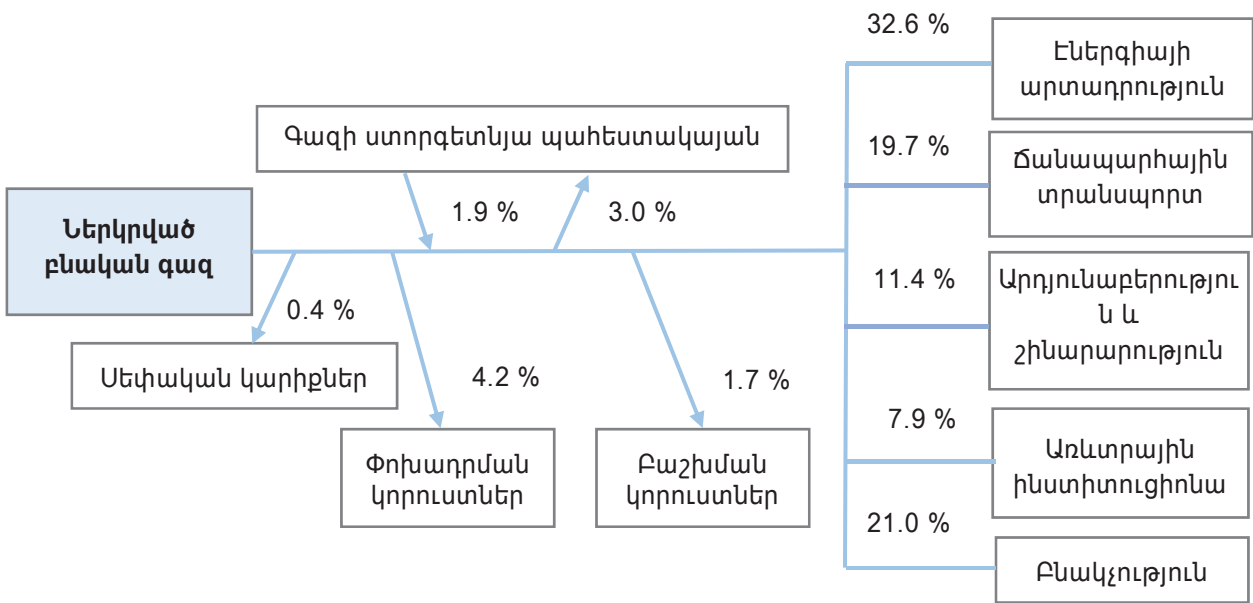 32.6 %
Էներգիայի
արտադրություն
Գազի ստորգետնյա պահեստակայան
19.7 %
Ճանապարհային
տրանսպորտ
Ներկրված
բնական գազ
1.9 %
3.0 %
11.4 %
Արդյունաբերությու
ն և
շինարարություն
0.4 %
Սեփական կարիքներ
4.2 %
1.7 %
7.9 %
Առևտրային
ինստիտուցիոնա
Փոխադրման
կորուստներ
Բաշխման
կորուստներ
21.0 %
Բնակչություն